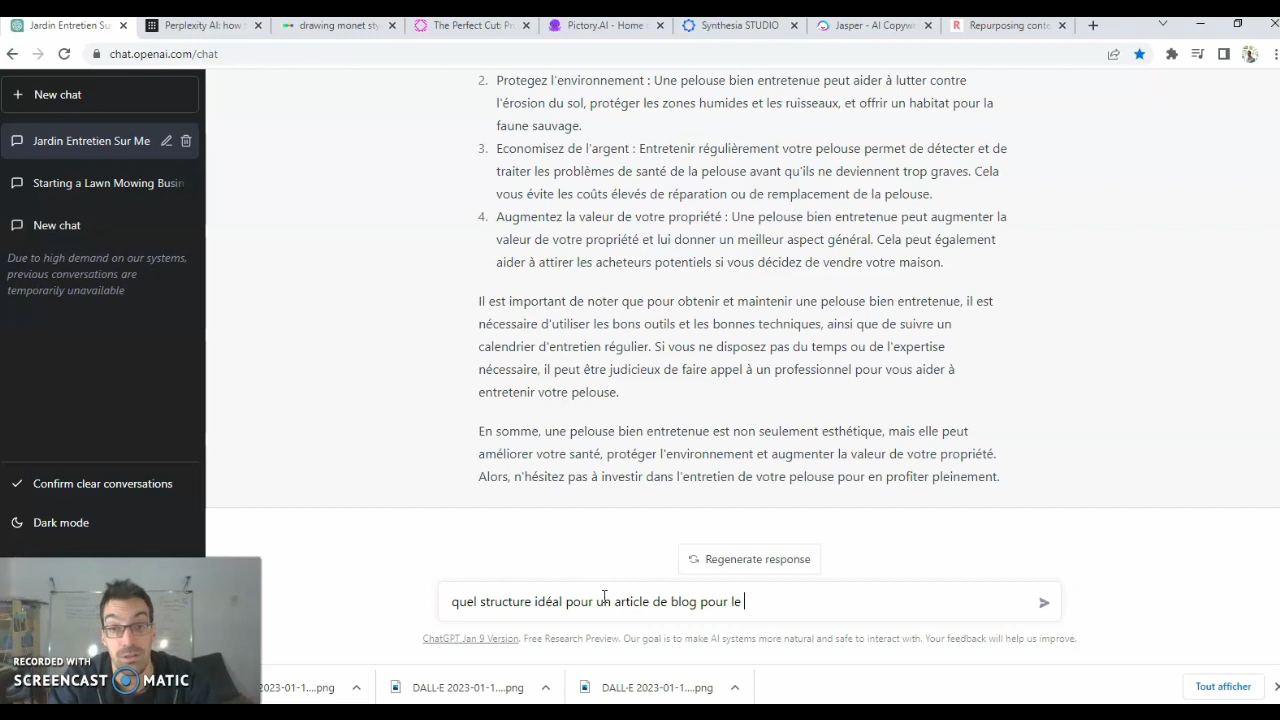 Jardin Entretien Sur Me
Perplexity AI: how t
drawing monet sty
The Perfect Cut: Pr
Pictory.AI - Home
Synthesia STUDIO
Jasper - AI Copyw
Repurposing conte
chat.openai.com/chat
New chat
Jardin Entretien Sur Me
Starting a Lawn Mowing Busin
New chat
Due to high demand on our systems,
previous conversations are
temporarily unavailable
Confirm clear conversations
Dark mode
2. Protegez l'environnement : Une pelouse bien entretenue peut aider à lutter contre
l'érosion du sol, protéger les zones humides et les ruisseaux, et offrir un habitat pour la
faune sauvage.
3. Economisez de l'argent : Entretenir régulièrement votre pelouse permet de détecter et de
traiter les problèmes de santé de la pelouse avant qu'ils ne deviennent trop graves. Cela
vous évite les coûts élevés de réparation ou de remplacement de la pelouse.
4. Augmentez la valeur de votre propriété : Une pelouse bien entretenue peut augmenter la
valeur de votre propriété et lui donner un meilleur aspect général. Cela peut également
aider à attirer les acheteurs potentiels si vous décidez de vendre votre maison.
Il est important de noter que pour obtenir et maintenir une pelouse bien entretenue, il est
nécessaire d'utiliser les bons outils et les bonnes techniques, ainsi que de suivre un
calendrier d'entretien régulier. Si vous ne disposez pas du temps ou de l'expertise
nécessaire, il peut être judicieux de faire appel à un professionnel pour vous aider à
entretenir votre pelouse.
En somme, une pelouse bien entretenue est non seulement esthétique, mais elle peut
améliorer votre santé, protéger l'environnement et augmenter la valeur de votre propriété.
Alors, n'hésitez pas à investir dans l'entretien de votre pelouse pour en profiter pleinement.
Regenerate response
quel structure idéal pour un article de blog pour le
ChatGPT Jan 9 Version. Free Research Preview. Our goal is to make AI systems more natural and safe to interact with. Your feedback will help us improve.
RECORDED WITH
SCREENCAST MATIC
2023-01-1....png
DALL·E 2023-01-1....png
DALL·E 2023-01-1....png
Tout afficher